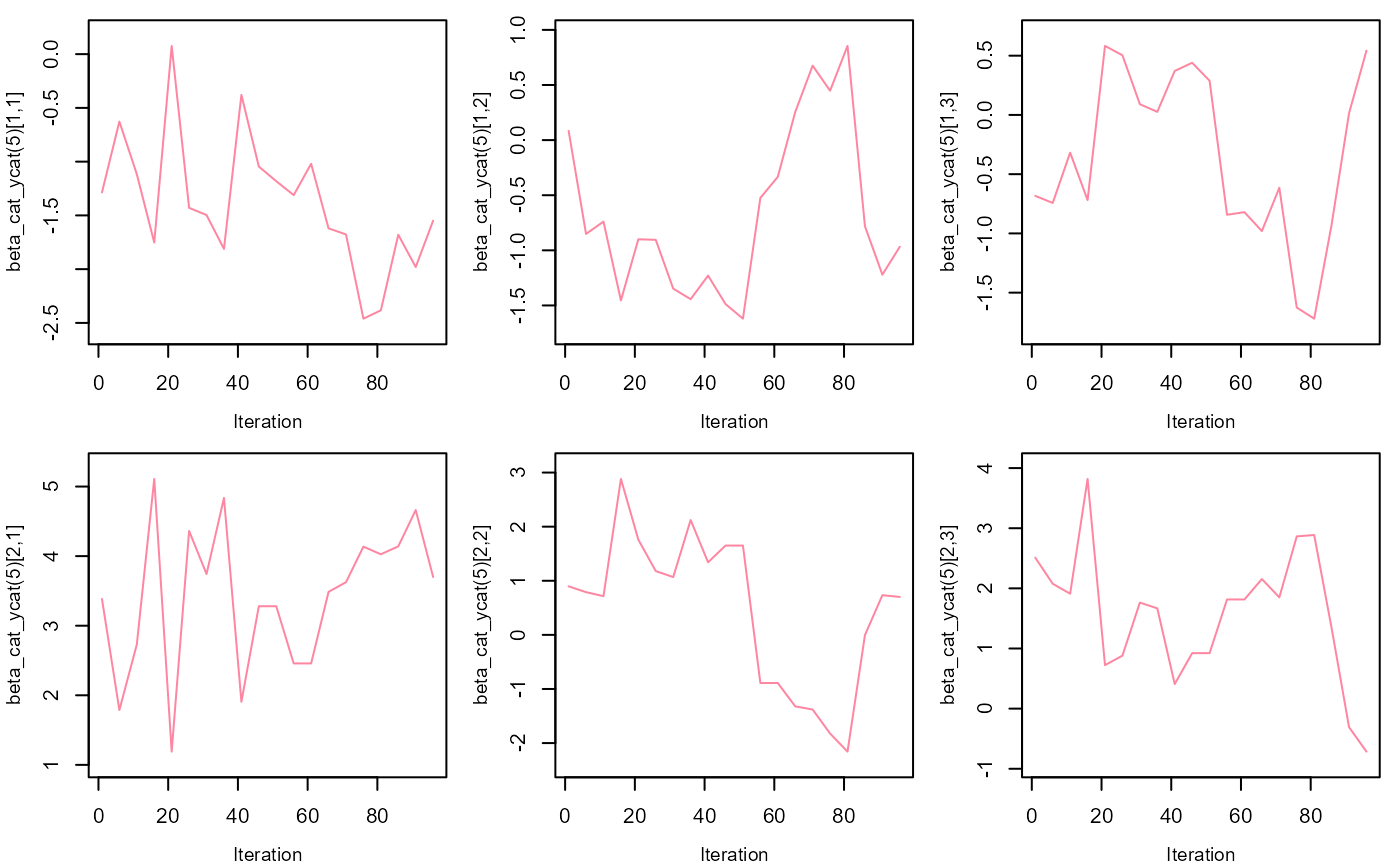 beta_cat_ycat(5)[1,1]
0.0
-0.5
-1.5
-2.5
0 20 40 60 80
Iteration
beta_cat_ycat(5)[1,2]
1.0
0.5
0.0
-0.5
-1.0
-1.5
0 20 40 60 80
Iteration
beta_cat_ycat(5)[1,3]
0.5
0.0
-0.5
-1.0
-1.5
0 20 40 60 80
Iteration
beta_cat_ycat(5)[2,1]
5
4
3
2
1
0 20 40 60 80
Iteration
beta_cat_ycat(5)[2,2]
3
2
1
0
-1
-2
0 20 40 60 80
Iteration
beta_cat_ycat(5)[2,3]
4
3
2
1
0
-1
0 20 40 60 80
Iteration